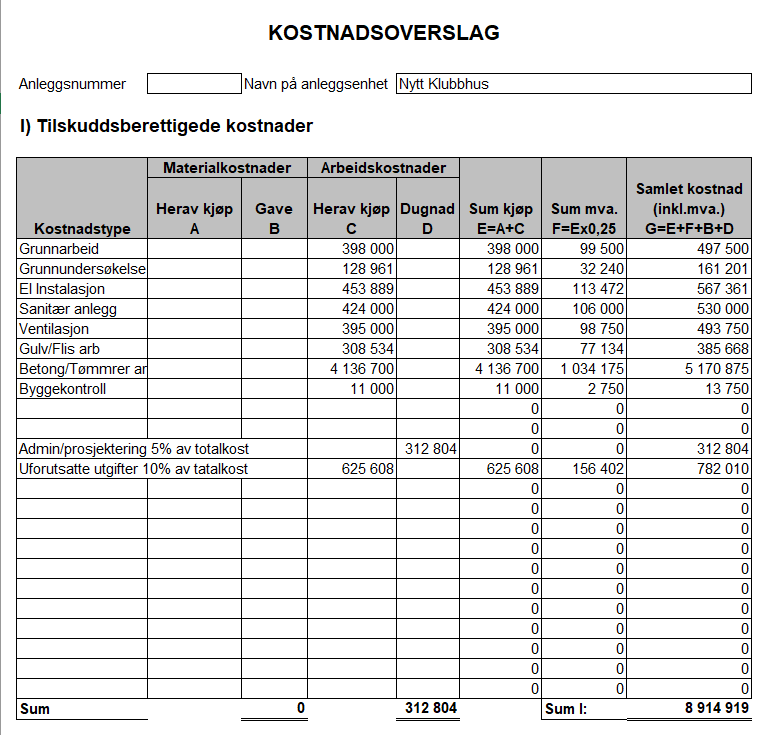 KOSTNADSOVERSLAG
Anleggsnummer Navn på anleggsenhet Nytt Klubbhus
I) Tilskuddsberettigede kostnader
Materialkostnader Arbeidskostnader
Samlet kostnad
Herav kjøp Gave Herav kjøp Dugnad Sum kjøp Sum mva. (inkl.mva.)
Kostnadstype A B C D E=A+C F=Ex0,25 G=E+F+B+D
Grunnarbeid 398 000 398 000 99 500 497 500
Grunnundersøkelse 128 961 128 961 32 240 161 201
El Instalasjon 453 889 453 889 113 472 567 361
Sanitær anlegg 424 000 424 000 106 000 530 000
Ventilasjon 395 000 395 000 98 750 493 750
Gulv/Flis arb 308 534 308 534 77 134 385 668
Betong/Tømmrer ar 4 136 700 4 136 700 1 034 175 5 170 875
Byggekontroll 11 000 11 000 2 750 13 750
0 0 0
0 0 0
Admin/prosjektering 5% av totalkost 312 804 0 0 312 804
Uforutsatte utgifter 10% av tatalkost 625 608 625 608 156 402 782 010
0 0 0
0 0 0
0 0 0
0 0 0
0 0 0
0 0 0
0 0 0
0 0 0
0 0 0
0 0 0
0 0 0
Sum 0 312 804 Sum I: 8 914 919